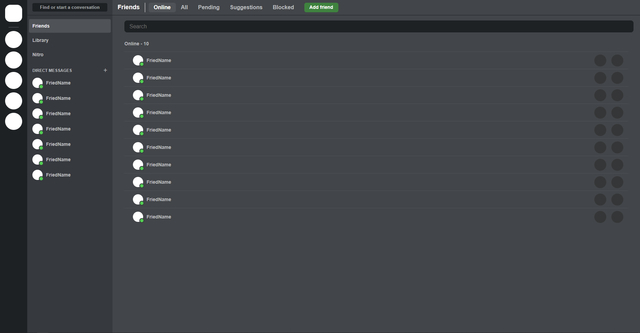 Find or start a conversation
Friends
Online
All
Pending
Suggestions
Blocked
Add friend
Friends
Library
Nitro
DIRECT MESSAGES +
FriedName
FriedName
FriedName
FriedName
FriedName
FriedName
FriedName
Search
Online - 10
FriedName
FriedName
FriedName
FriedName
FriedName
FriedName
FriedName
FriedName
FriedName
FriedName